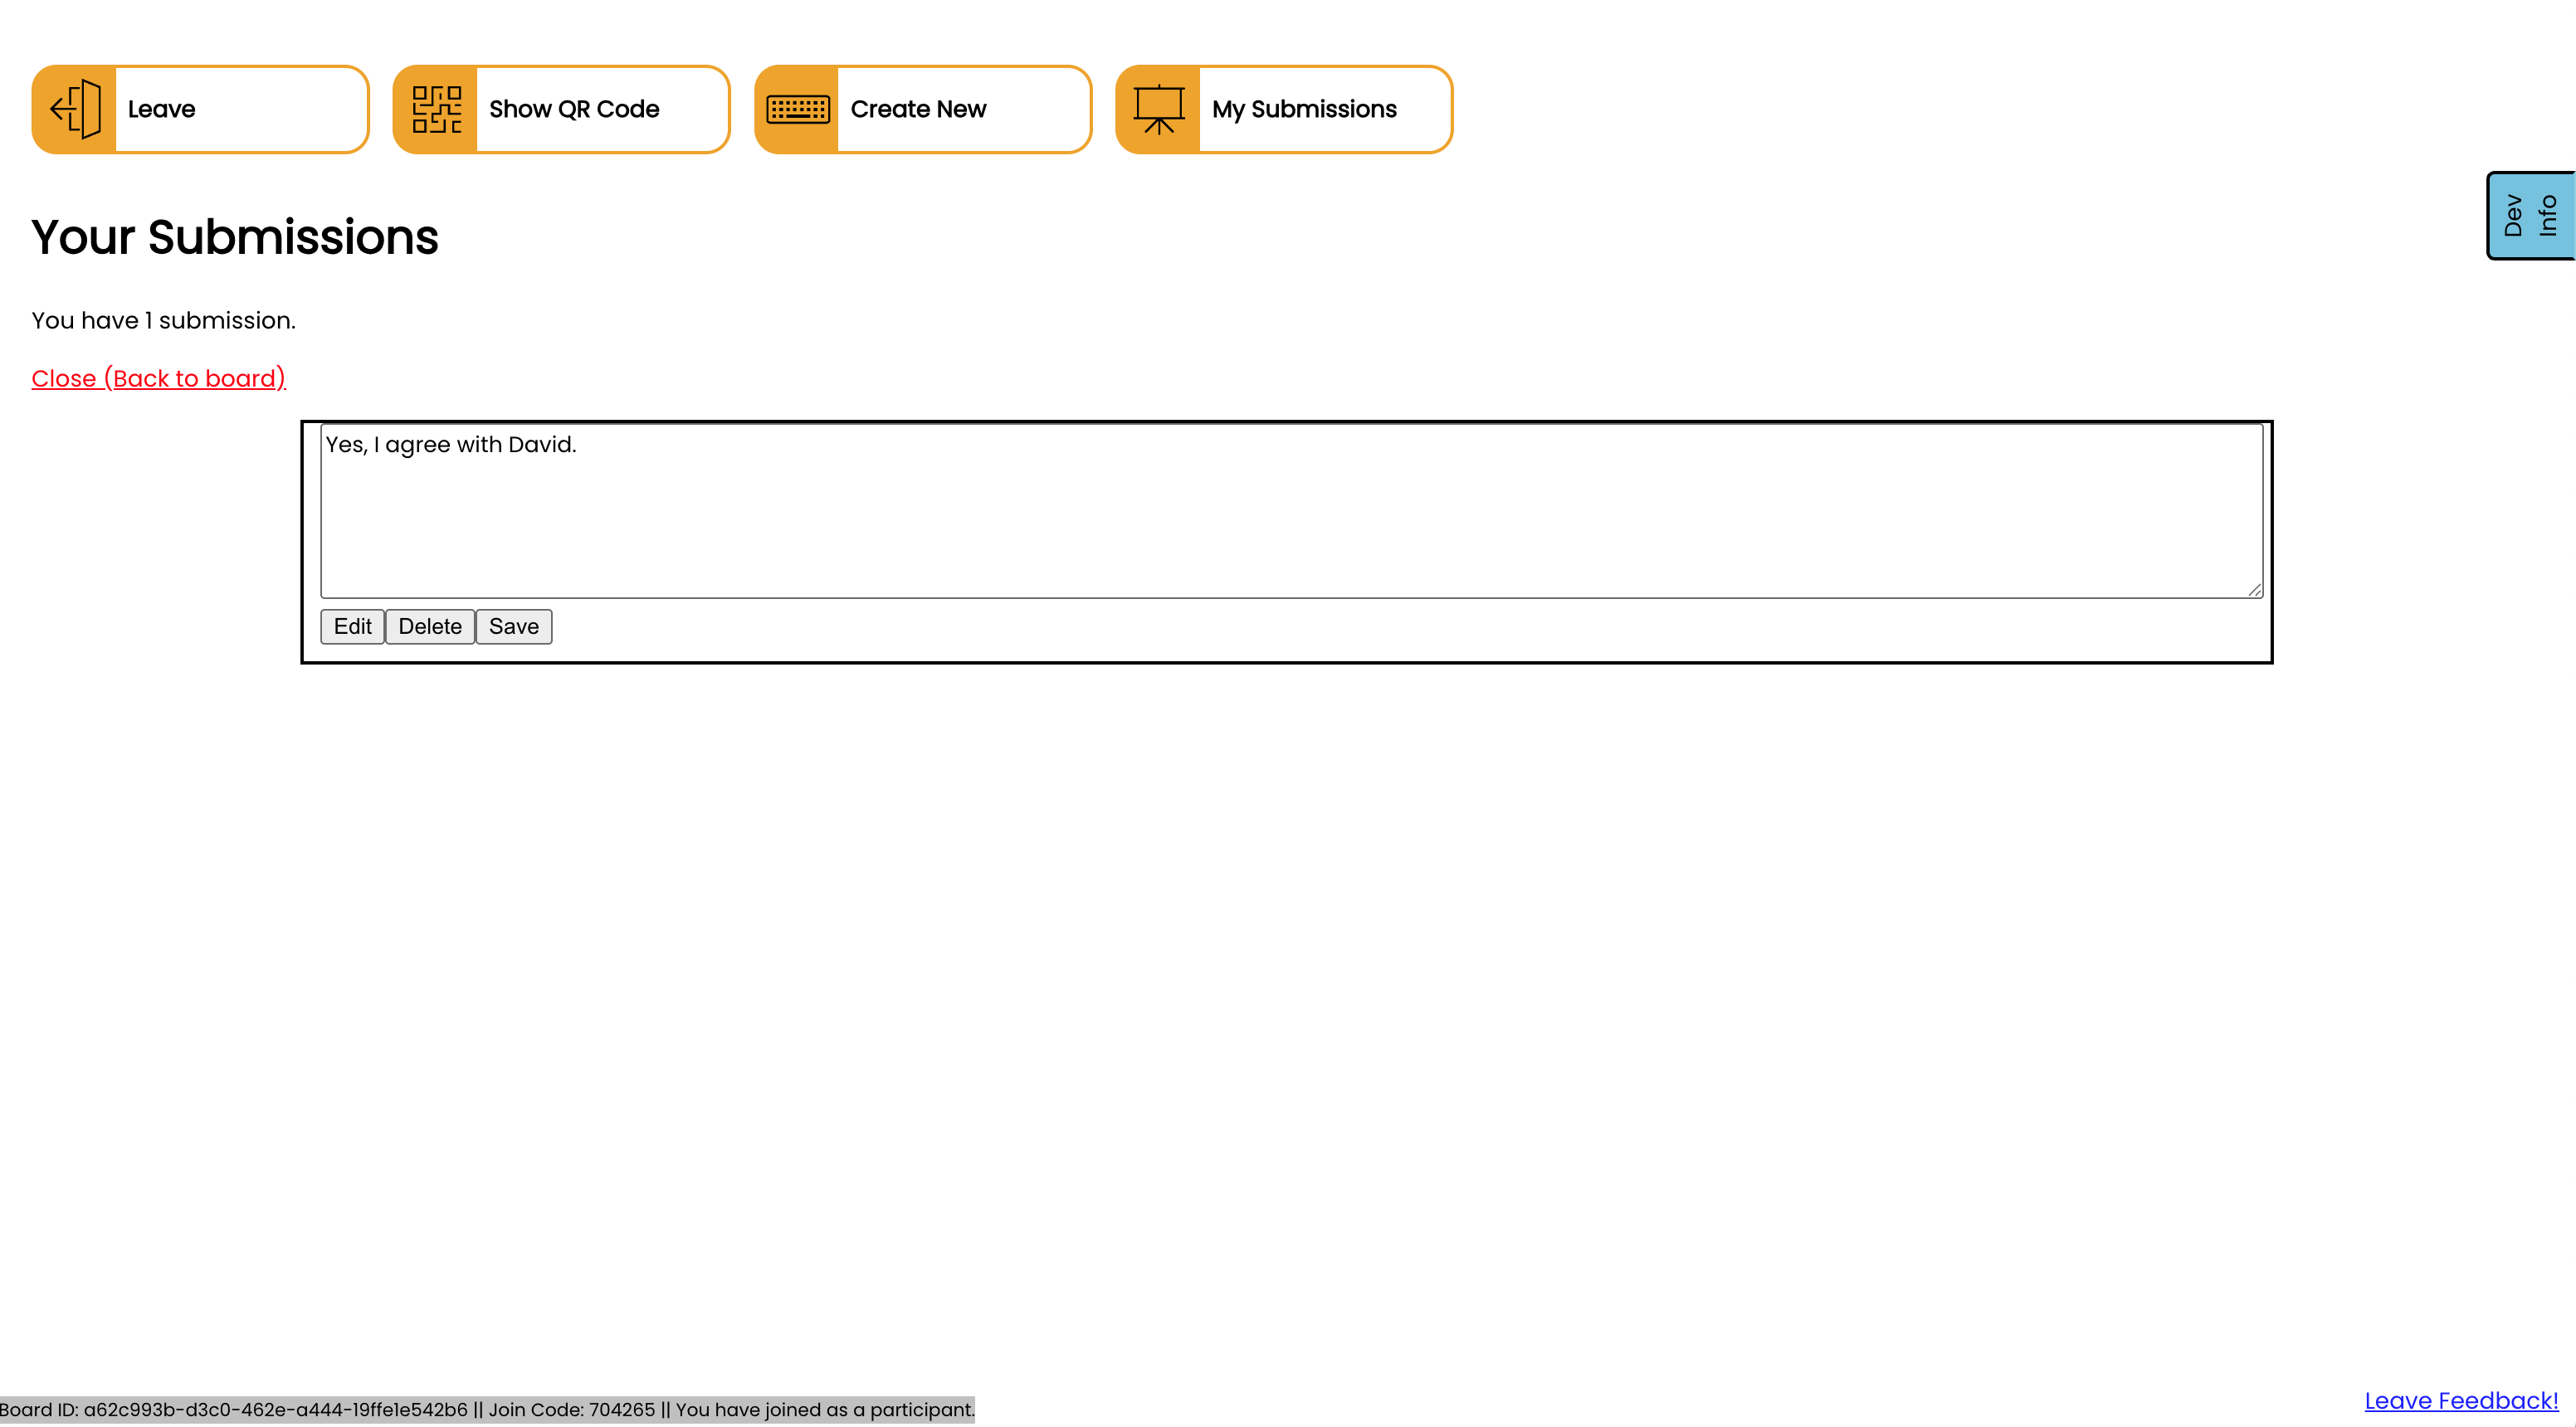 Leave
Show QR Code
Create New
My Submissions
Dev
Info
Your Submissions
You have 1 submission.
Close (Back to board)
Yes, I agree with David.
Edit
Delete
Save
Board ID: a62c993b-d3c0-462e-a444-19ffe1e542b6 || Join Code: 704265 || You have joined as a participant.
Leave Feedback!